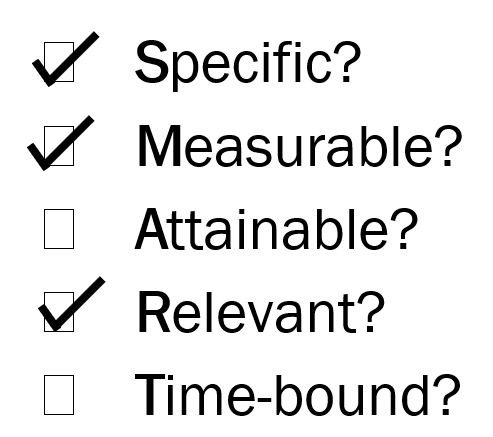 Specific?
Measurable?
Attainable?
Relevant?
Time-bound?